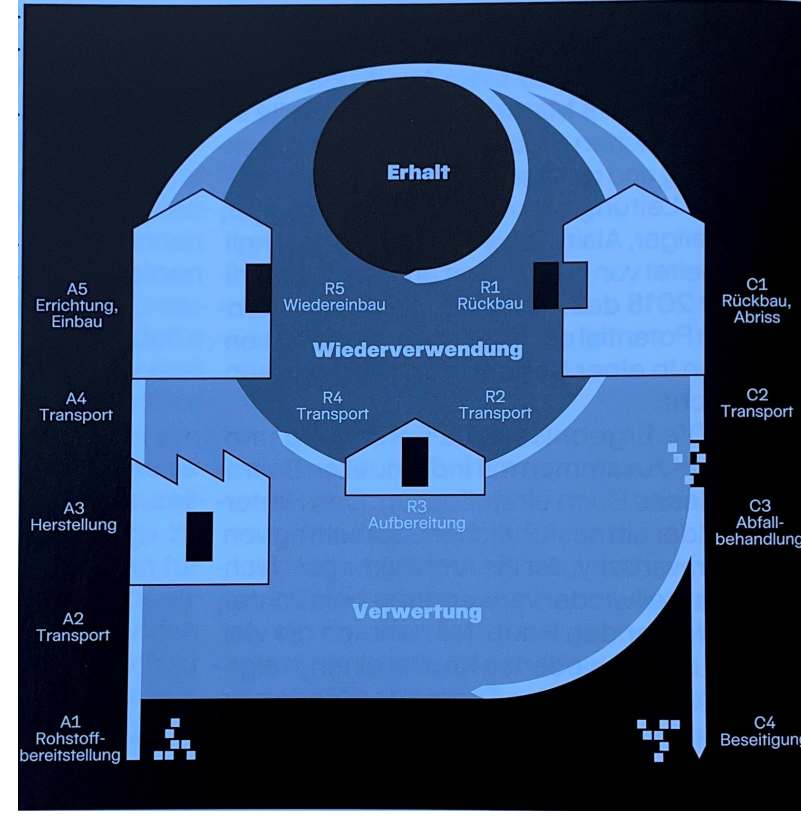 Erhalt
A5
Errichtung,
Einbau
R5
Wiedereinbau
R1
Rückbau
C1
Rückbau,
Abriss
Wiederverwendung
A4
Transport
R4
Transport
R2
Transport
C2
Transport
A3
Herstellung
R3
Aufbereitung
C3
Abfall-
behandlung
Verwertung
A2
Transport
A1
Rohstoff-
bereitstellung
C4
Beseitigung